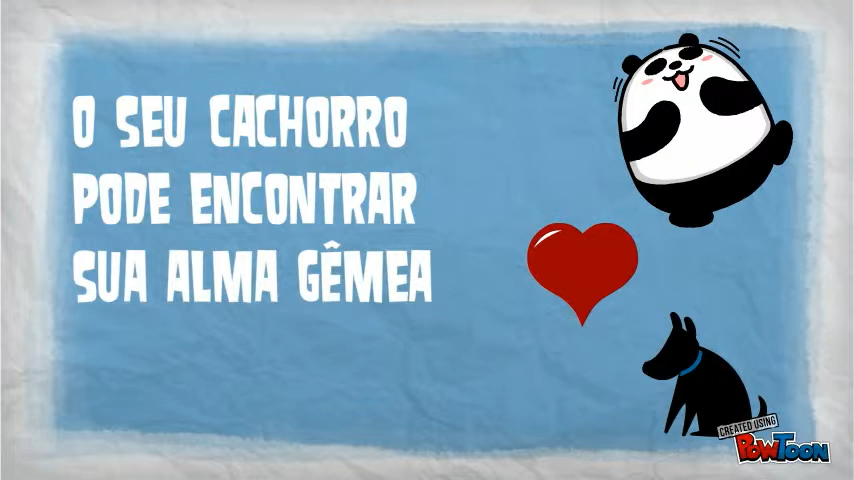 O SEU CACHORRO
PODE ENCONTRAR
SUA ALMA GÊMEA
CREATED USING
POWTOON